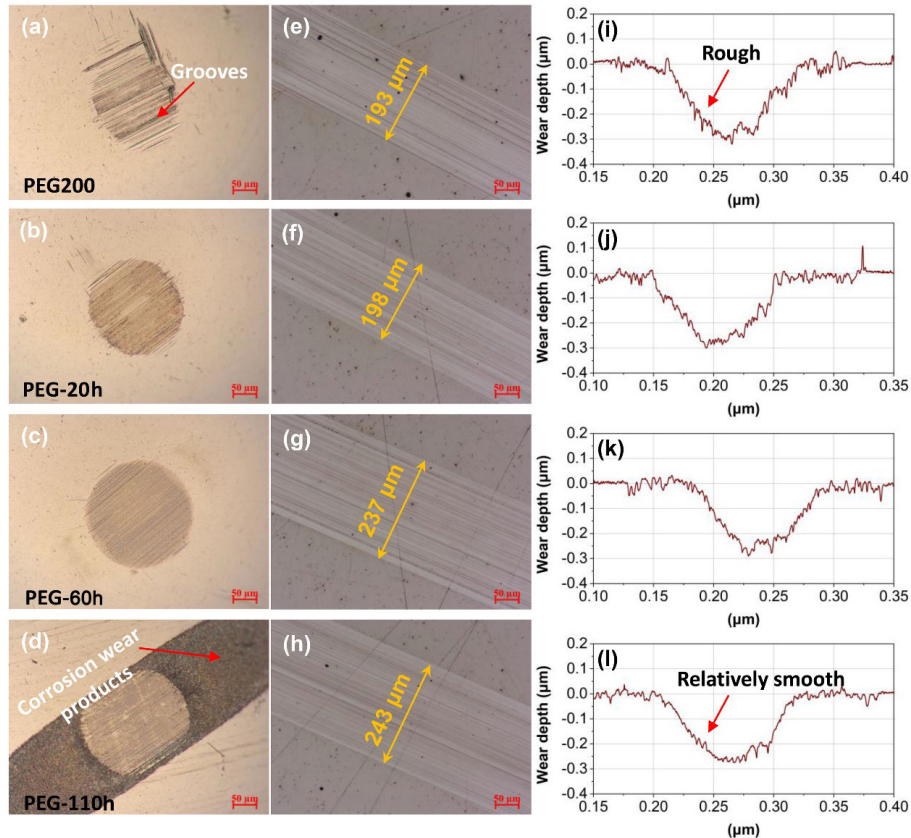 (a)
Grooves
PEG200
50 µm
(e)
193 µm
50 µm
(i)
Rough
Wear depth (µm)
0.2
0.1
0.0
-0.1
-0.2
-0.3
-0.4
0.15 0.20 0.25 0.30 0.35 0.40
(µm)
(b)
PEG-20h
50 µm
(f)
198 µm
50 µm
(j)
Wear depth (µm)
0.2
0.1
0.0
-0.1
-0.2
-0.3
-0.4
0.10 0.15 0.20 0.25 0.30 0.35
(µm)
(c)
PEG-60h
50 µm
(g)
237 µm
50 µm
(k)
Wear depth (µm)
0.2
0.1
0.0
-0.1
-0.2
-0.3
-0.4
0.10 0.15 0.20 0.25 0.30 0.35
(µm)
(d)
Corrosion wear
products
PEG-110h
50 µm
(h)
243 µm
50 µm
(l)
Relatively smooth
Wear depth (µm)
0.2
0.1
0.0
-0.1
-0.2
-0.3
-0.4
0.15 0.20 0.25 0.30 0.35 0.40
(µm)